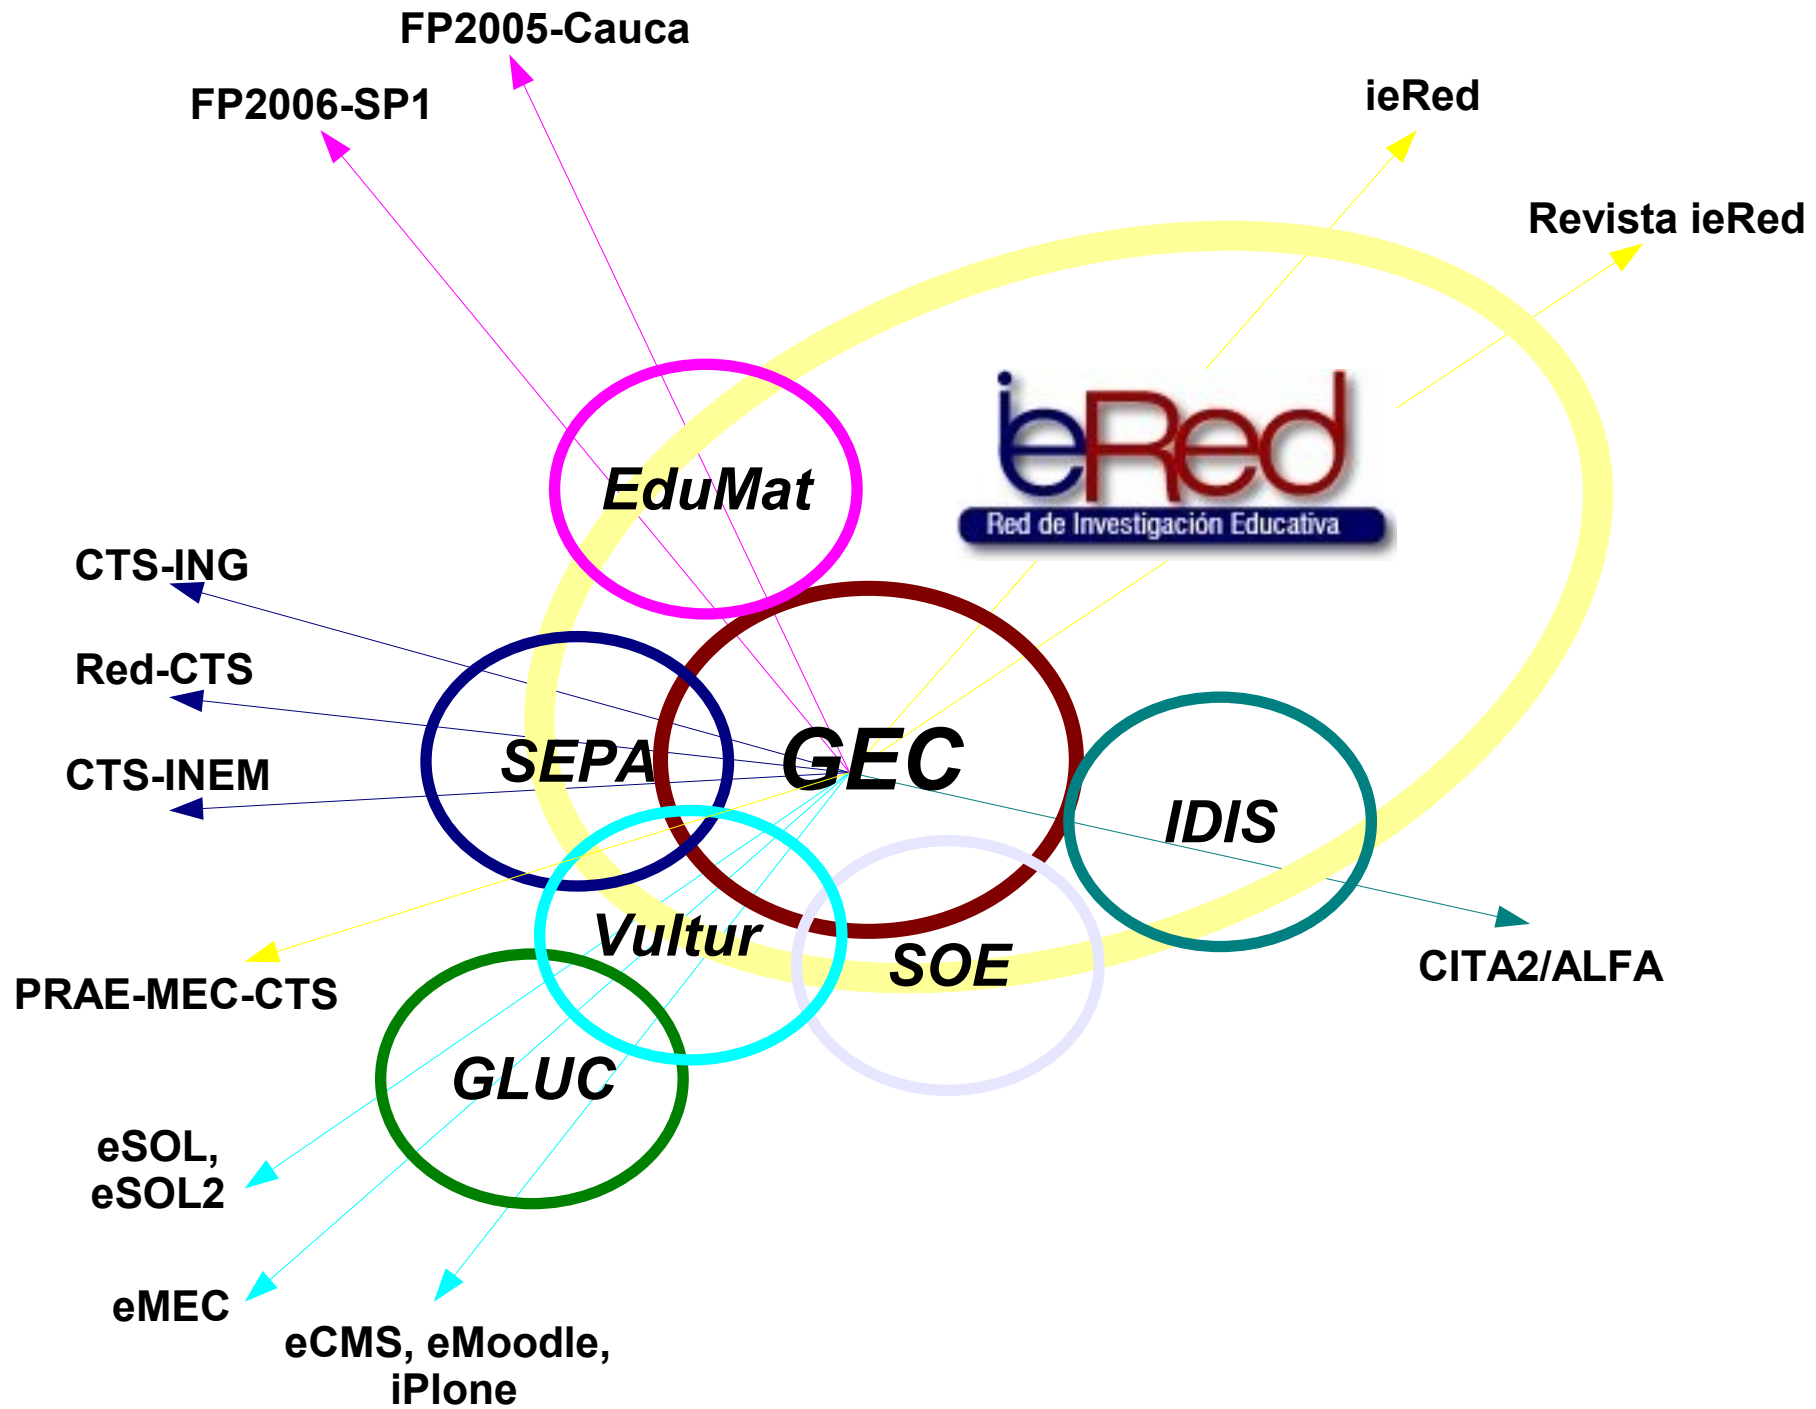 FP2005-Cauca
FP2006-SP1
ieRed
Revista ieRed
ieRed
Red de Investigación Educativa
EduMat
CTS-ING
Red-CTS
CTS-INEM
SEPA
GEC
IDIS
Vultur
SOE
CITA2/ALFA
PRAE-MEC-CTS
GLUC
eSOL,
eSOL2
eMEC
eCMS, eMoodle,
iPlone